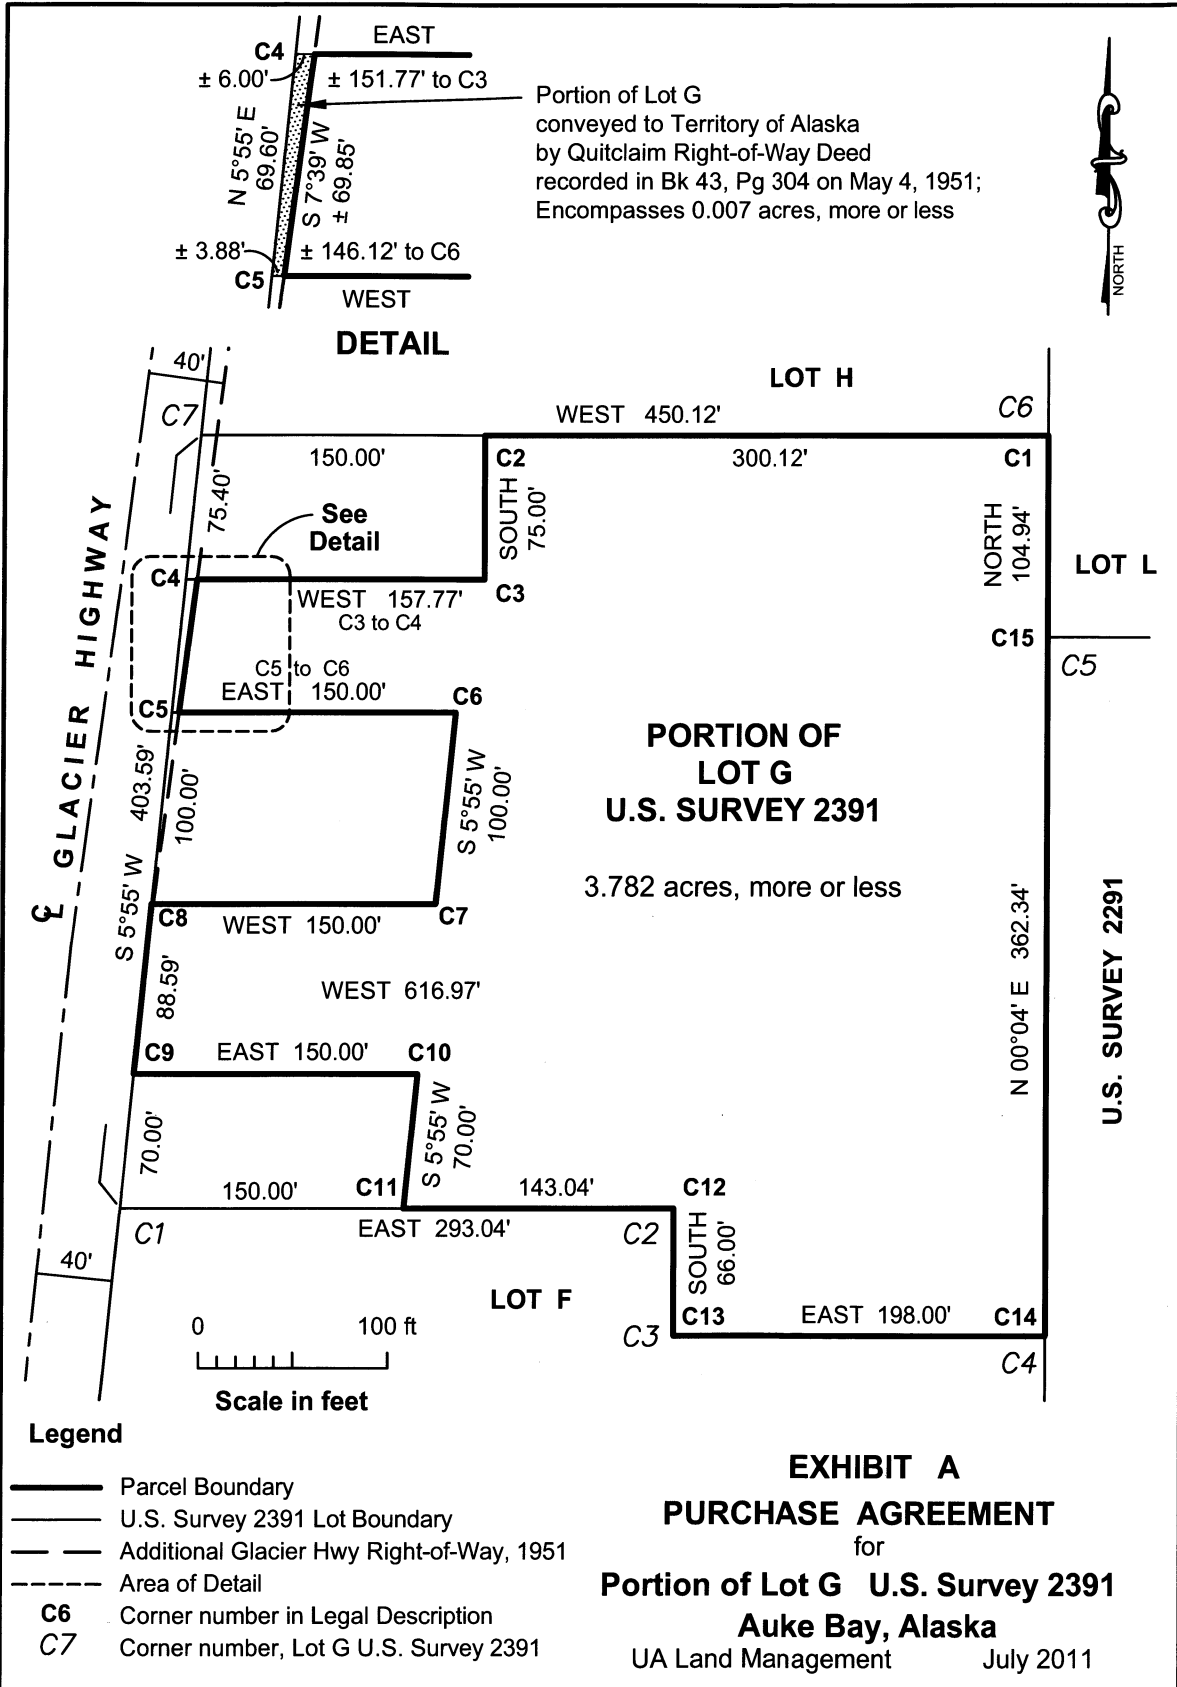 EAST
C4
± 6.00'
± 151.77' to C3
N 5°55' E
69.60'
S 7°39' W
± 69.85'
± 3.88'
± 146.12' to C6
C5
WEST
DETAIL
Portion of Lot G
conveyed to Territory of Alaska
by Quitclaim Right-of-Way Deed
recorded in Bk 43, Pg 304 on May 4, 1951;
Encompasses 0.007 acres, more or less
NORTH
40'
LOT H
C7
WEST 450.12'
C6
150.00'
C2
300.12'
C1
75.40'
SOUTH
75.00'
NORTH
104.94'
See
Detail
LOT L
C4
WEST 157.77'
C3 to C4
C3
C15
C5
C5 to C6
EAST 150.00'
C6
C5
GLACIER HIGHWAY
CL
S 5°55' W 403.59'
100.00'
S 5°55' W
100.00'
PORTION OF
LOT G
U.S. SURVEY 2391
3.782 acres, more or less
C8
WEST 150.00'
C7
88.59'
WEST 616.97'
N 00°04' E 362.34'
U.S. SURVEY 2291
C9
EAST 150.00'
C10
70.00'
S 5°55' W
70.00'
150.00'
C11
143.04'
C12
C1
EAST 293.04'
C2
SOUTH
66.00'
40'
LOT F
C3
C13
EAST 198.00'
C14
C4
0
100 ft
Scale in feet
Legend
Parcel Boundary
U.S. Survey 2391 Lot Boundary
Additional Glacier Hwy Right-of-Way, 1951
Area of Detail
C6 Corner number in Legal Description
C7 Corner number, Lot G U.S. Survey 2391
EXHIBIT A
PURCHASE AGREEMENT
for
Portion of Lot G U.S. Survey 2391
Auke Bay, Alaska
UA Land Management July 2011